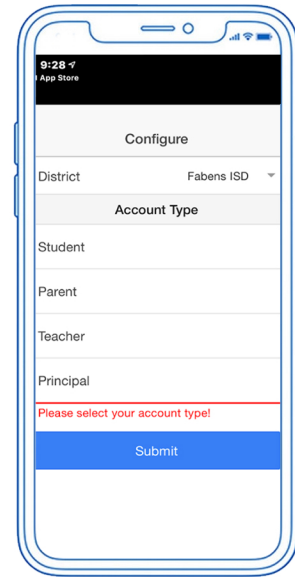 9:28
App Store
Configure
District Fabens ISD
Account Type
Student
Parent
Teacher
Principal
Please select your account type!
Submit